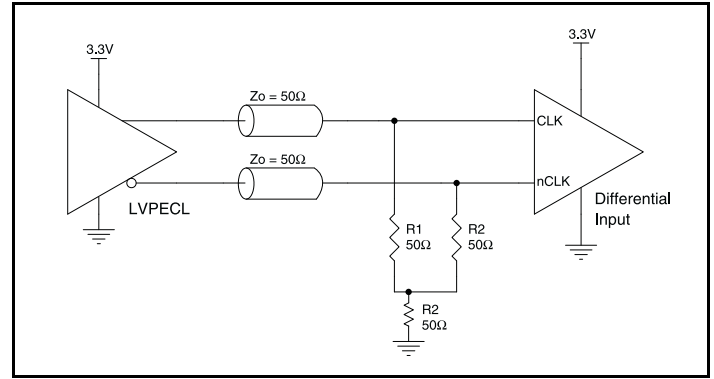 3.3V
3.3V
Zo = 50Ω
CLK
Zo = 50Ω
nCLK
LVPECL
Differential
Input
R1
50Ω
R2
50Ω
R2
50Ω